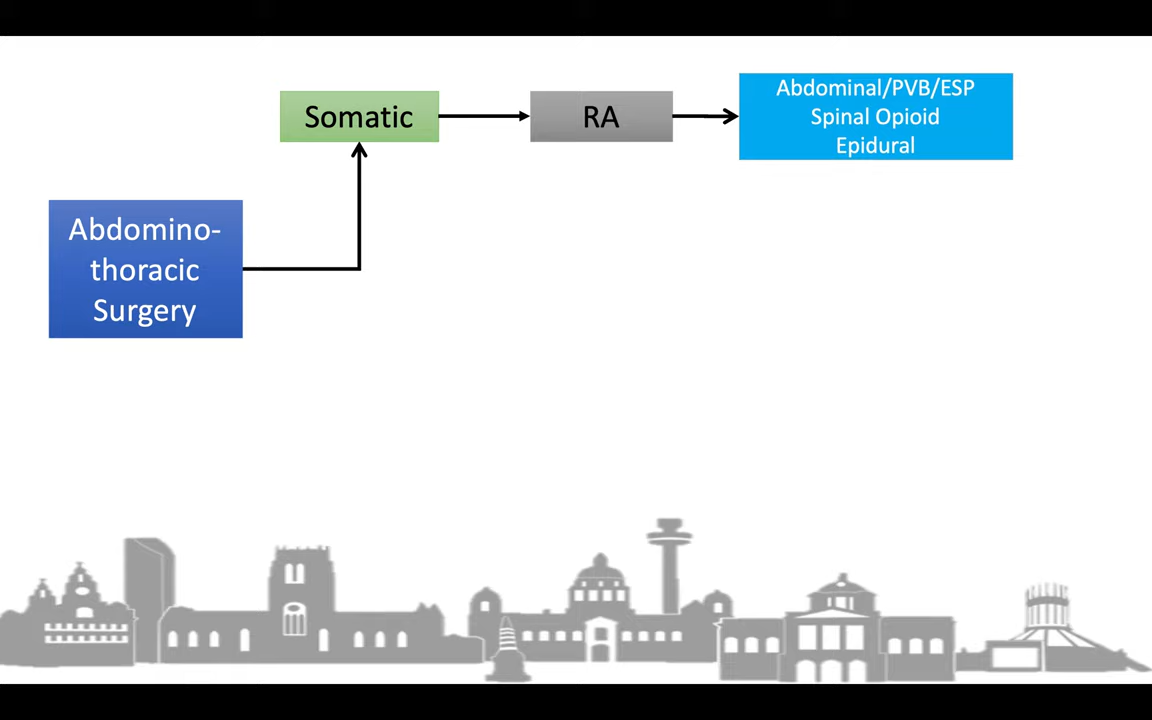 Somatic
RA
Abdominal/PVB/ESP
Spinal Opioid
Epidural
Abdomino-
thoracic
Surgery